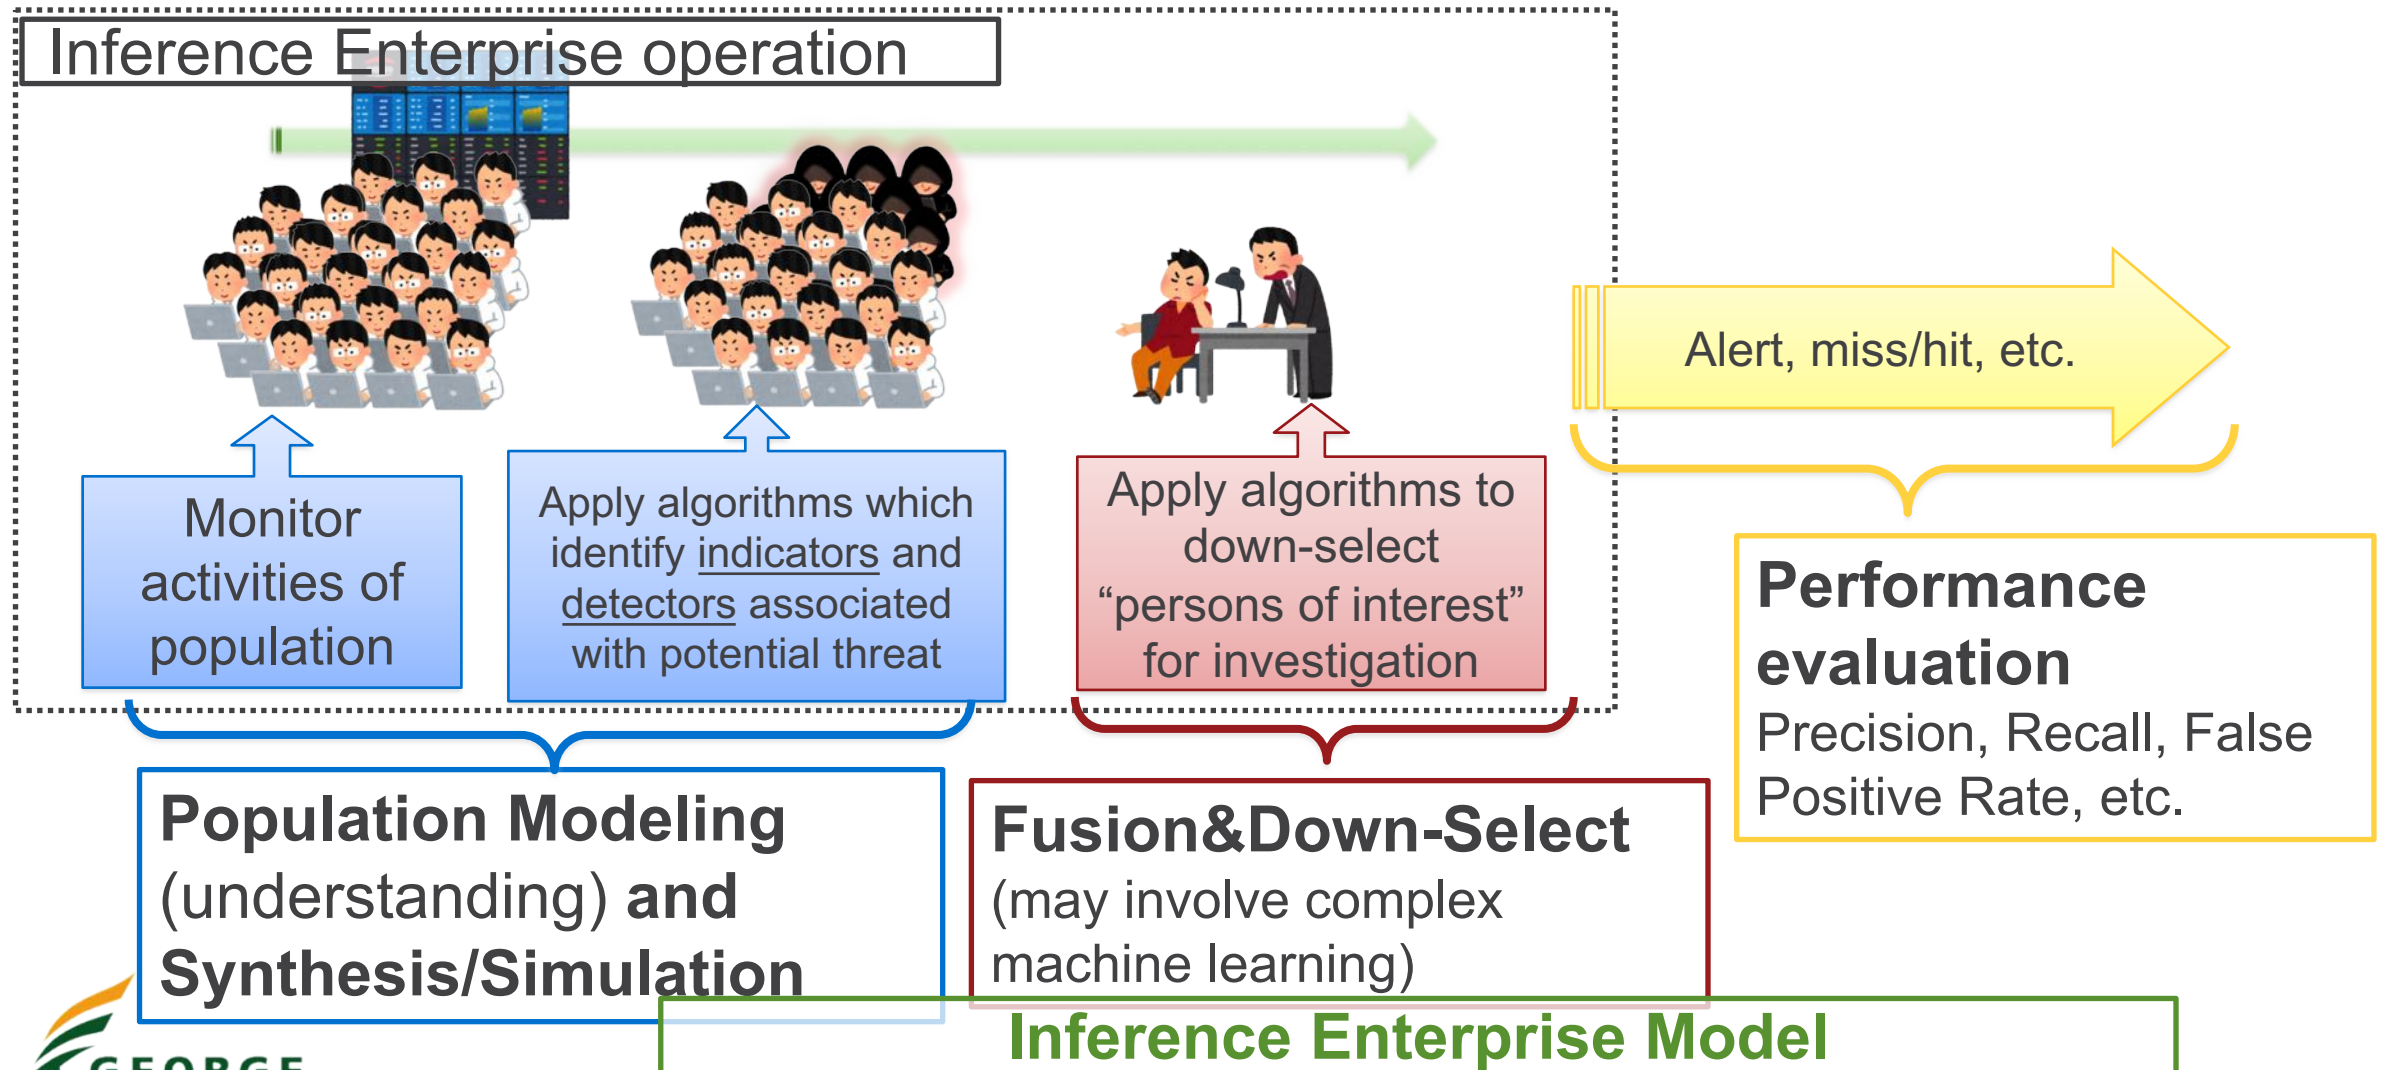 Inference Enterprise operation
Alert, miss/hit, etc.
Monitor
activities of
population
Apply algorithms which
identify indicators and
detectors associated
with potential threat
Apply algorithms to
down-select
“persons of interest”
for investigation
Performance
evaluation
Precision, Recall, False
Positive Rate, etc.
Population Modeling
(understanding) and
Synthesis/Simulation
Fusion&Down-Select
(may involve complex
machine learning)
Inference Enterprise Model
GEORGE